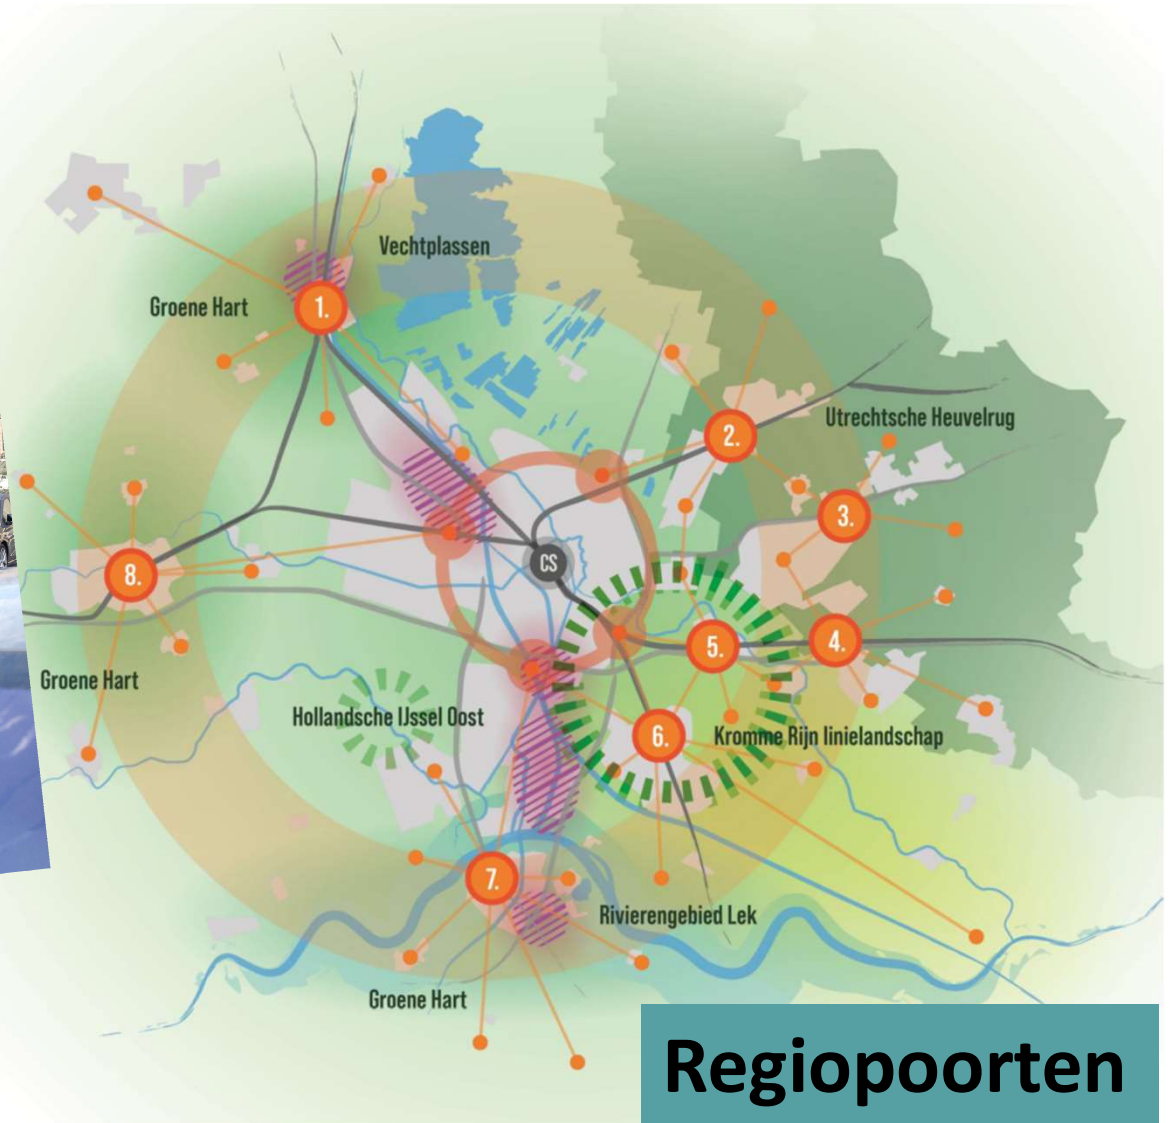 Vechtplassen
Groene Hart
1.
2.
Utrechtsche Heuvelrug
3.
CS
8.
5.
4.
Groene Hart
Hollandsche IJssel Oost
6.
Kromme Rijn linielandschap
7.
Rivierengebied Lek
Groene Hart
Regiopoorten